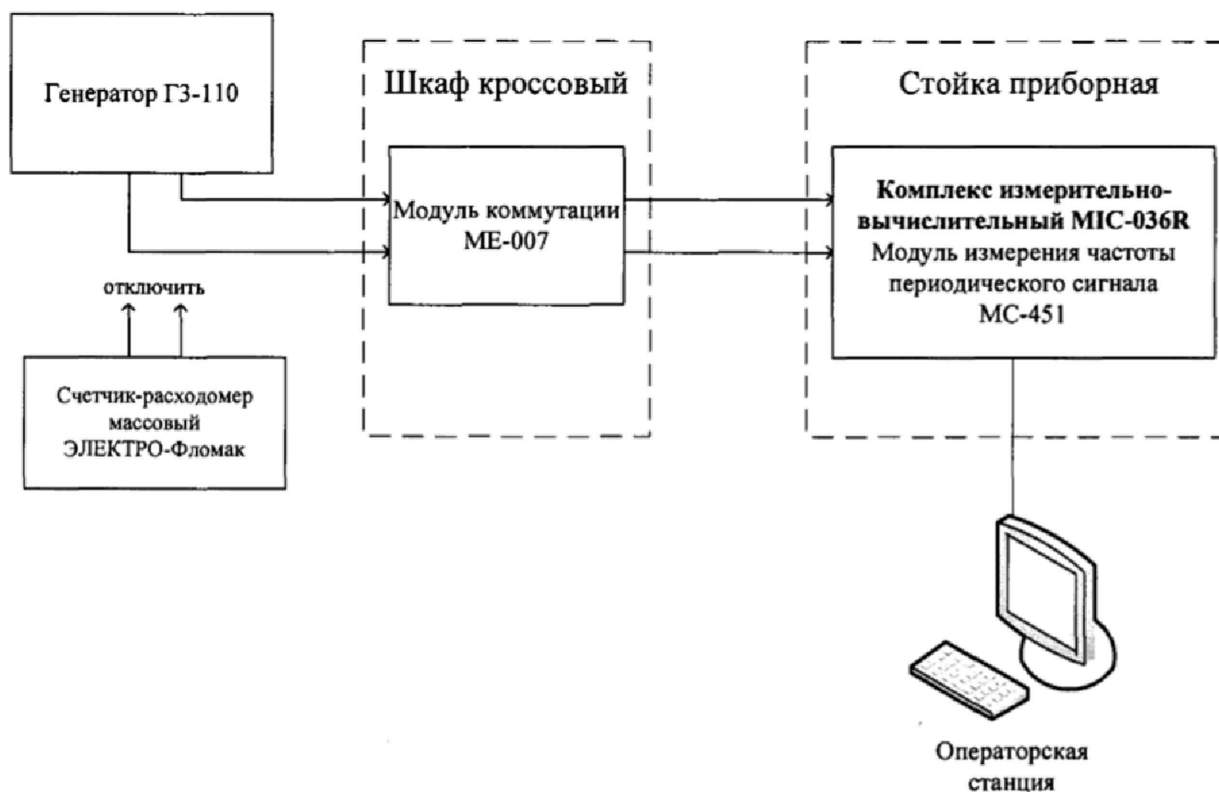 Генератор ГЗ-110
Шкаф кроссовый
Стойка приборная
Модуль коммутации
МЕ-007
Комплекс измерительно-
вычислительный MIC-036R
Модуль измерения частоты
периодического сигнала
МС-451
отключить
Счетчик-расходомер
массовый
ЭЛЕКТРО-Фломак
Операторская
станция